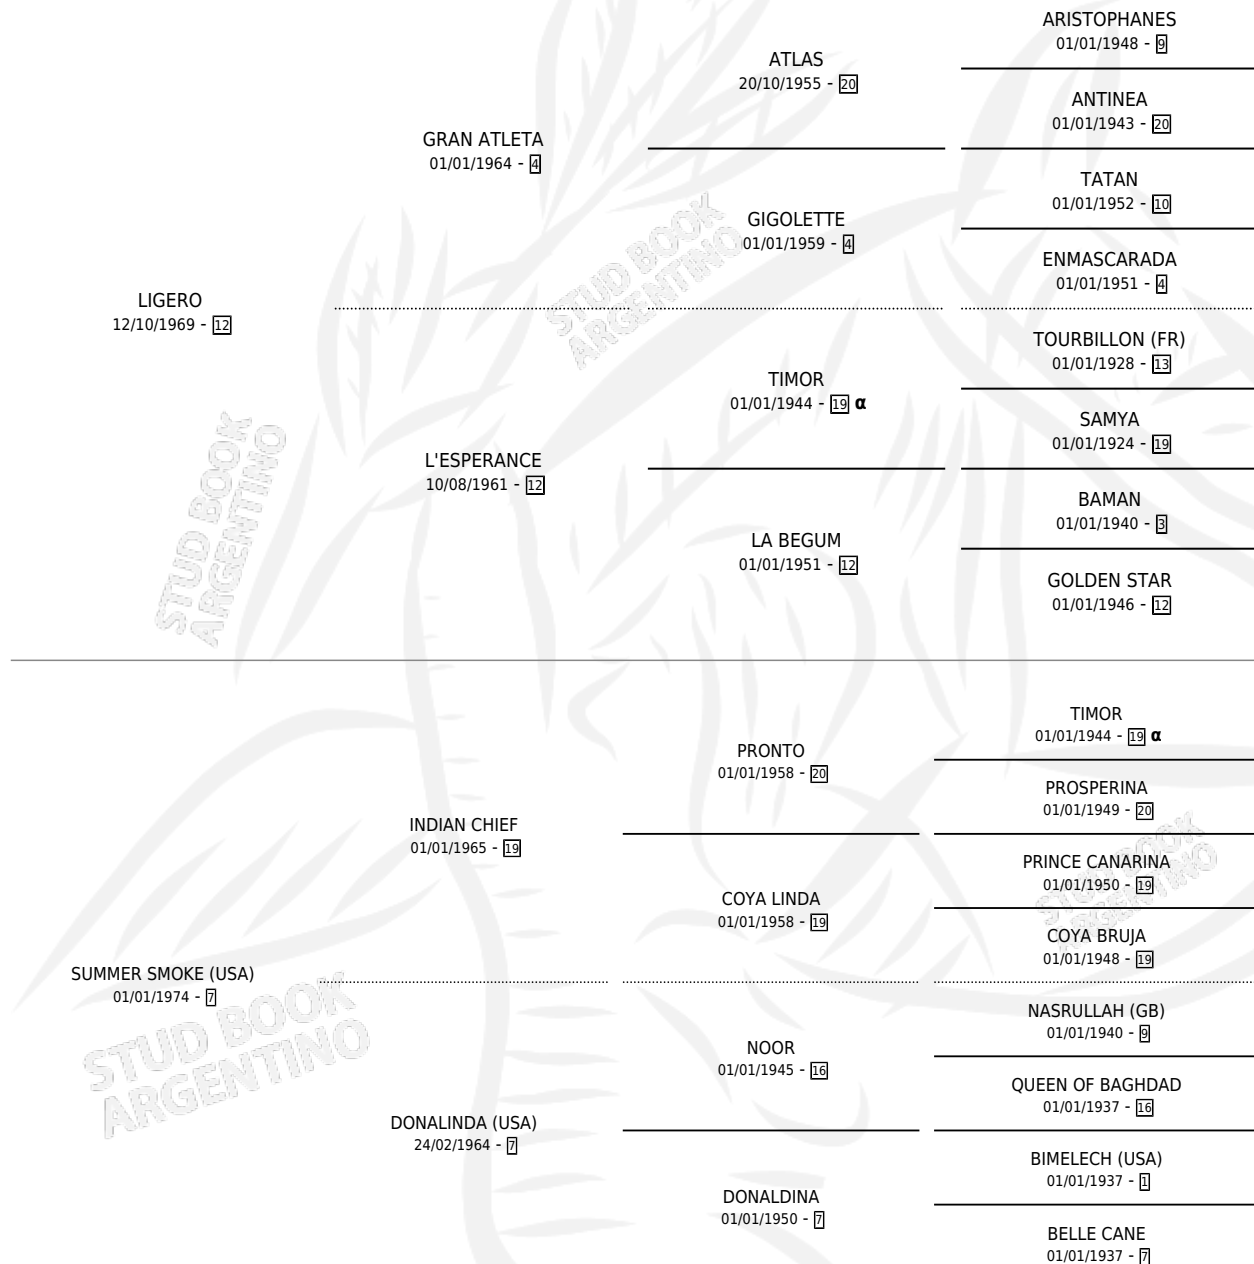 LIGERO
12/10/1969 - 12
GRAN ATLETA
01/01/1964 - 4
ATLAS
20/10/1955 - 20
ARISTOPHANES
01/01/1948 - 9
ANTINEA
01/01/1943 - 20
GIGOLETTE
01/01/1959 - 4
TATAN
01/01/1952 - 10
ENMASCARADA
01/01/1951 - 4
L'ESPERANCE
10/08/1961 - 12
TIMOR
01/01/1944 - 19 α
TOURBILLON (FR)
01/01/1928 - 13
SAMYA
01/01/1924 - 19
LA BEGUM
01/01/1951 - 12
BAMAN
01/01/1940 - 3
GOLDEN STAR
01/01/1946 - 12
SUMMER SMOKE (USA)
01/01/1974 - 7
INDIAN CHIEF
01/01/1965 - 19
PRONTO
01/01/1958 - 20
TIMOR
01/01/1944 - 19 α
PROSPERINA
01/01/1949 - 20
COYA LINDA
01/01/1958 - 19
PRINCE CANARINA
01/01/1950 - 19
COYA BRUJA
01/01/1948 - 19
DONALINDA (USA)
24/02/1964 - 7
NOOR
01/01/1945 - 16
NASRULLAH (GB)
01/01/1940 - 9
QUEEN OF BAGHDAD
01/01/1937 - 16
DONALDINA
01/01/1950 - 7
BIMELECH (USA)
01/01/1937 - 1
BELLE CANE
01/01/1937 - 7
STUD BOOK
ARGENTINO
STUD BOOK
ARGENTINO
STUD BOOK
ARGENTINO
STUD BOOK
ARGENTINO